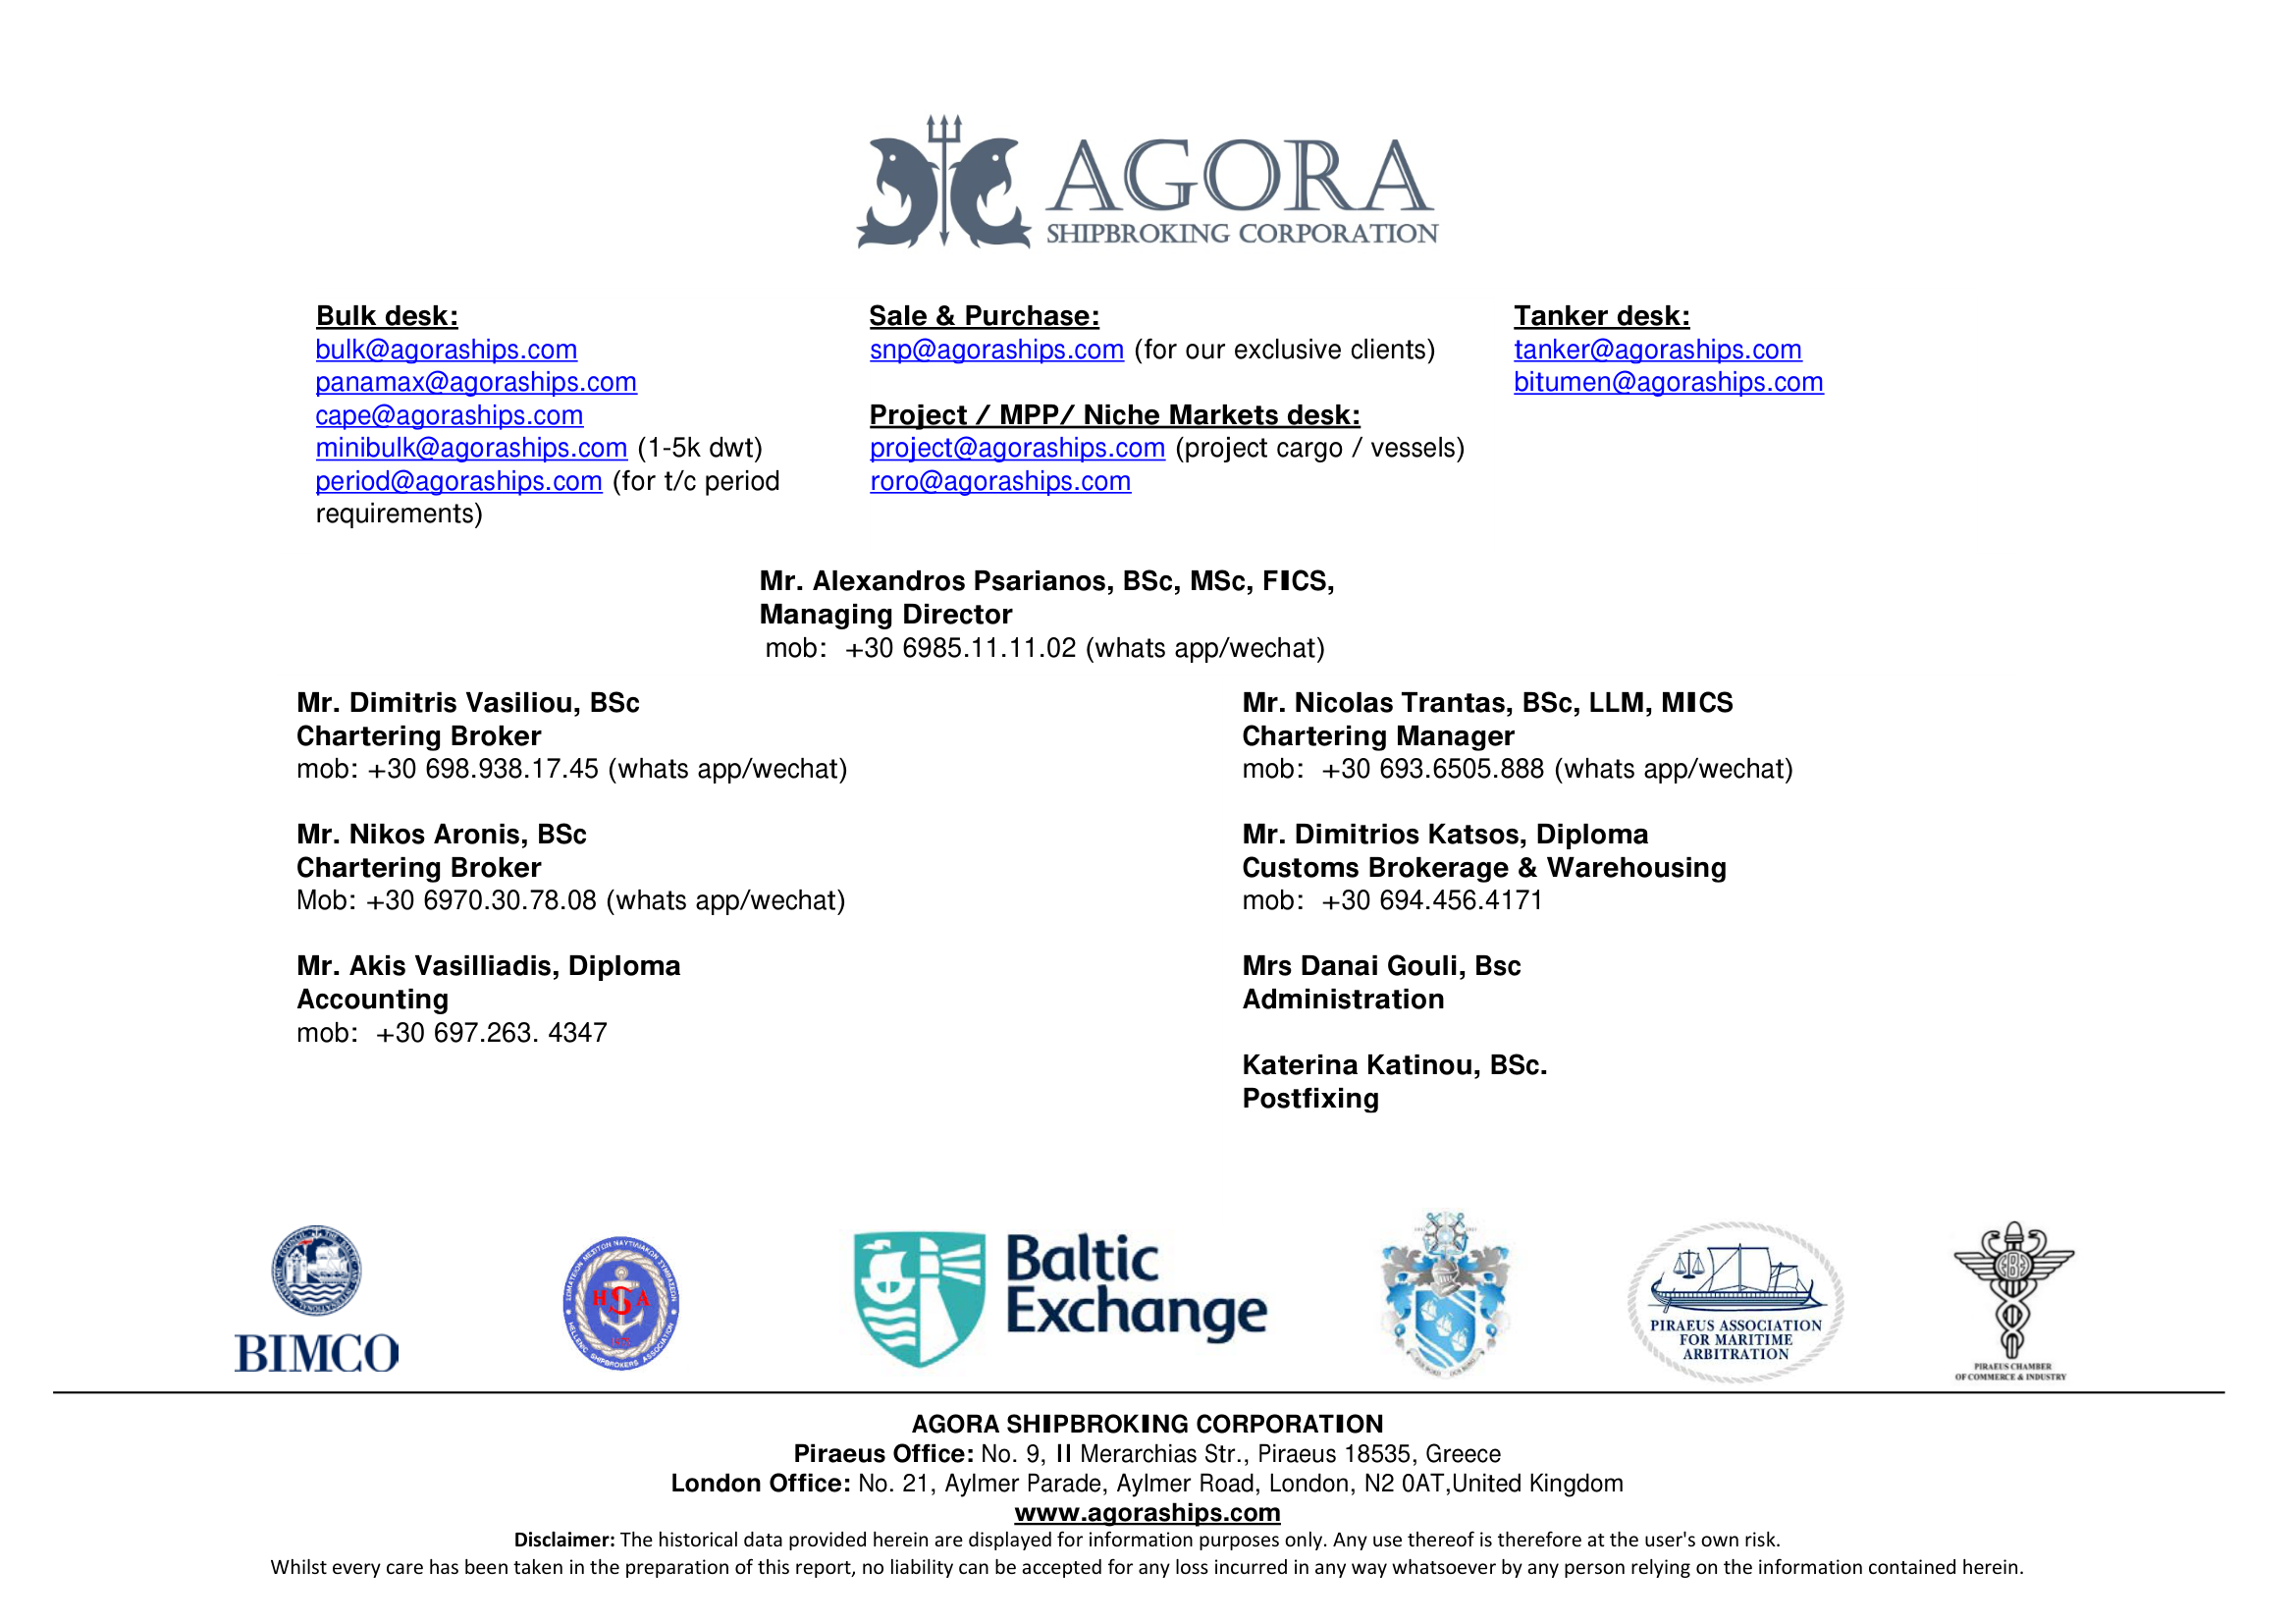 AGORA
SHIPBROKING CORPORATION
Bulk desk:
bulk@agoraships.com
panamax@agoraships.com
cape@agoraships.com
minibulk@agoraships.com (1-5k dwt)
period@agoraships.com (for t/c period
requirements)
Sale & Purchase:
snp@agoraships.com (for our exclusive clients)
Project / MPP/ Niche Markets desk:
project@agoraships.com (project cargo / vessels)
roro@agoraships.com
Tanker desk:
tanker@agoraships.com
bitumen@agoraships.com
Mr. Alexandros Psarianos, BSc, MSc, FICS,
Managing Director
mob: +30 6985.11.11.02 (whats app/wechat)
Mr. Dimitris Vasiliou, BSc
Chartering Broker
mob: +30 698.938.17.45 (whats app/wechat)
Mr. Nikos Aronis, BSc
Chartering Broker
Mob: +30 6970.30.78.08 (whats app/wechat)
Mr. Akis Vasilliadis, Diploma
Accounting
mob: +30 697.263. 4347
Mr. Nicolas Trantas, BSc, LLM, MICS
Chartering Manager
mob: +30 693.6505.888 (whats app/wechat)
Mr. Dimitrios Katsos, Diploma
Customs Brokerage & Warehousing
mob: +30 694.456.4171
Mrs Danai Gouli, Bsc
Administration
Katerina Katinou, BSc.
Postfixing
BIMCO
HSA
HELLENIC SHIPBROKERS ASSOCIATION
Baltic
Exchange
PIRAEUS ASSOCIATION
FOR MARITIME
ARBITRATION
PIRAEUS CHAMBER
OF COMMERCE & INDUSTRY
AGORA SHIPBROKING CORPORATION
Piraeus Office: No. 9, II Merarchias Str., Piraeus 18535, Greece
London Office: No. 21, Aylmer Parade, Aylmer Road, London, N2 0AT,United Kingdom
www.agoraships.com
Disclaimer: The historical data provided herein are displayed for information purposes only. Any use thereof is therefore at the user's own risk.
Whilst every care has been taken in the preparation of this report, no liability can be accepted for any loss incurred in any way whatsoever by any person relying on the information contained herein.